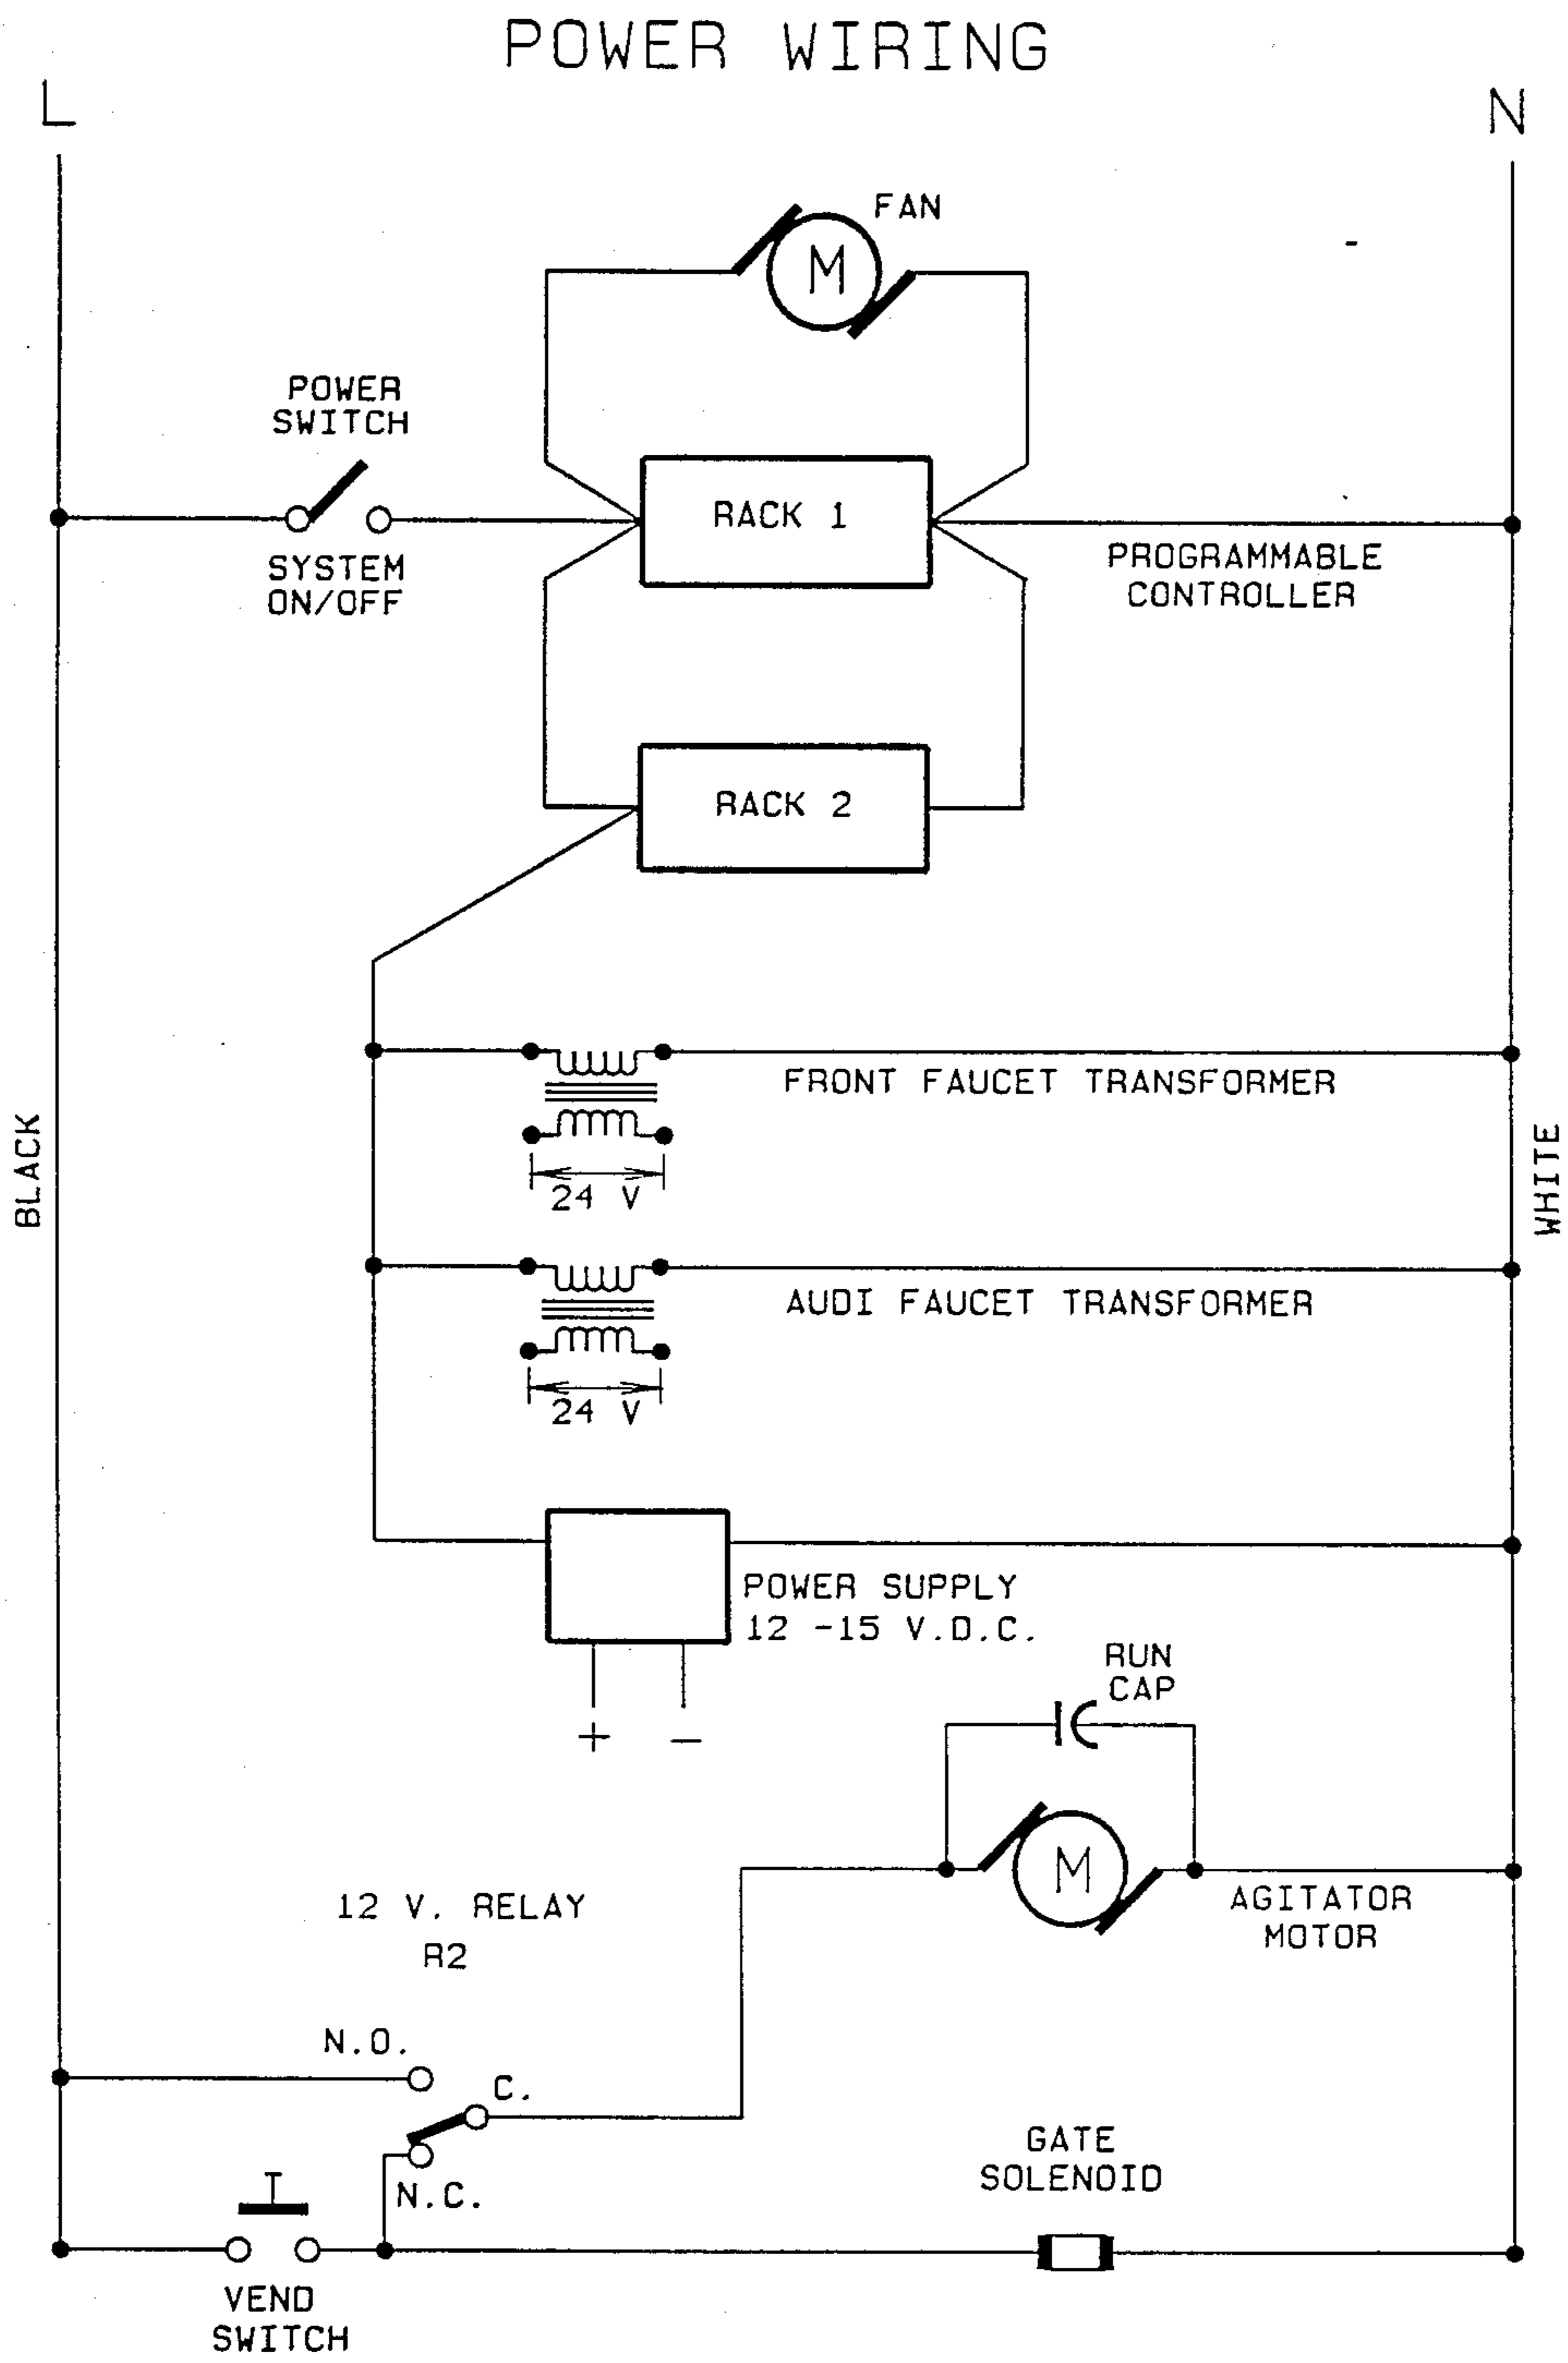 POWER WIRING
L
N
FAN
M
POWER
SWITCH
RACK 1
SYSTEM
ON/OFF
PROGRAMMABLE
CONTROLLER
RACK 2
FRONT FAUCET TRANSFORMER
BLACK
WHITE
24 V
AUDI FAUCET TRANSFORMER
24 V
POWER SUPPLY
12 -15 V.D.C.
+ -
RUN
CAP
M
12 V. RELAY
R2
AGITATOR
MOTOR
N.O.
C.
N.C.
GATE
SOLENOID
VEND
SWITCH